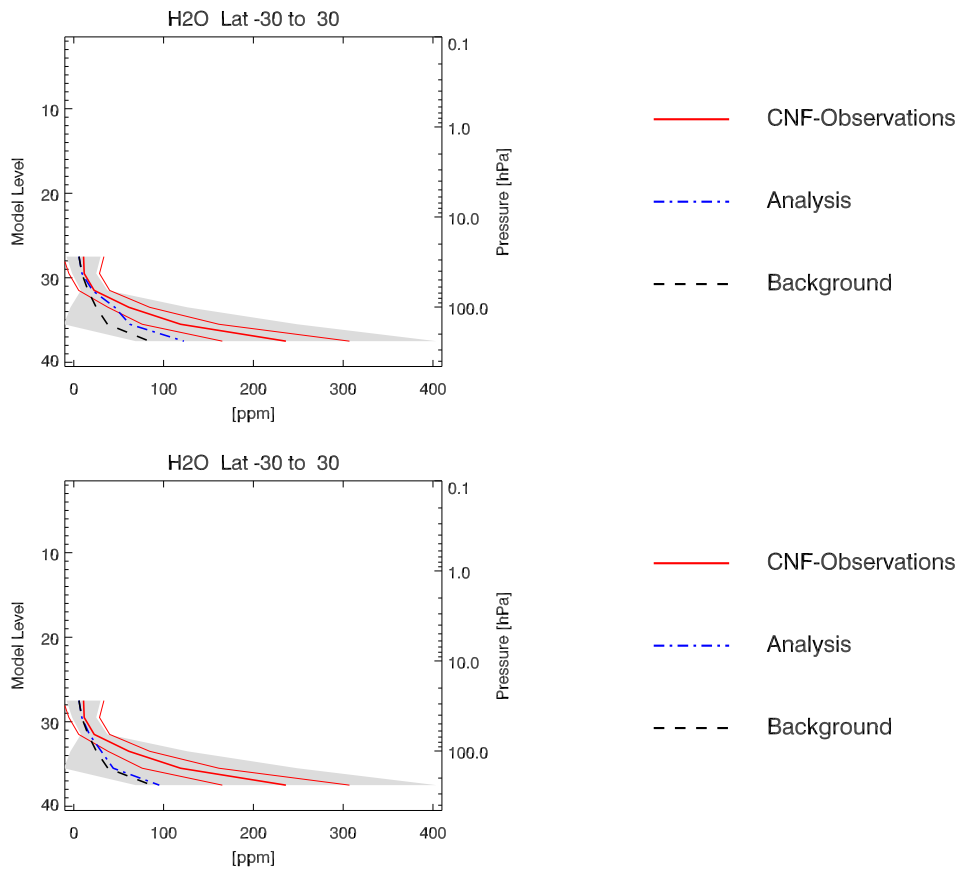 H2O Lat -30 to 30
0.1
10
1.0
20
10.0
30
100.0
40
Model Level
Pressure [hPa]
0 100 200 300 400
[ppm]
CNF-Observations
Analysis
Background
H2O Lat -30 to 30
0.1
10
1.0
20
10.0
30
100.0
40
Model Level
Pressure [hPa]
0 100 200 300 400
[ppm]
CNF-Observations
Analysis
Background